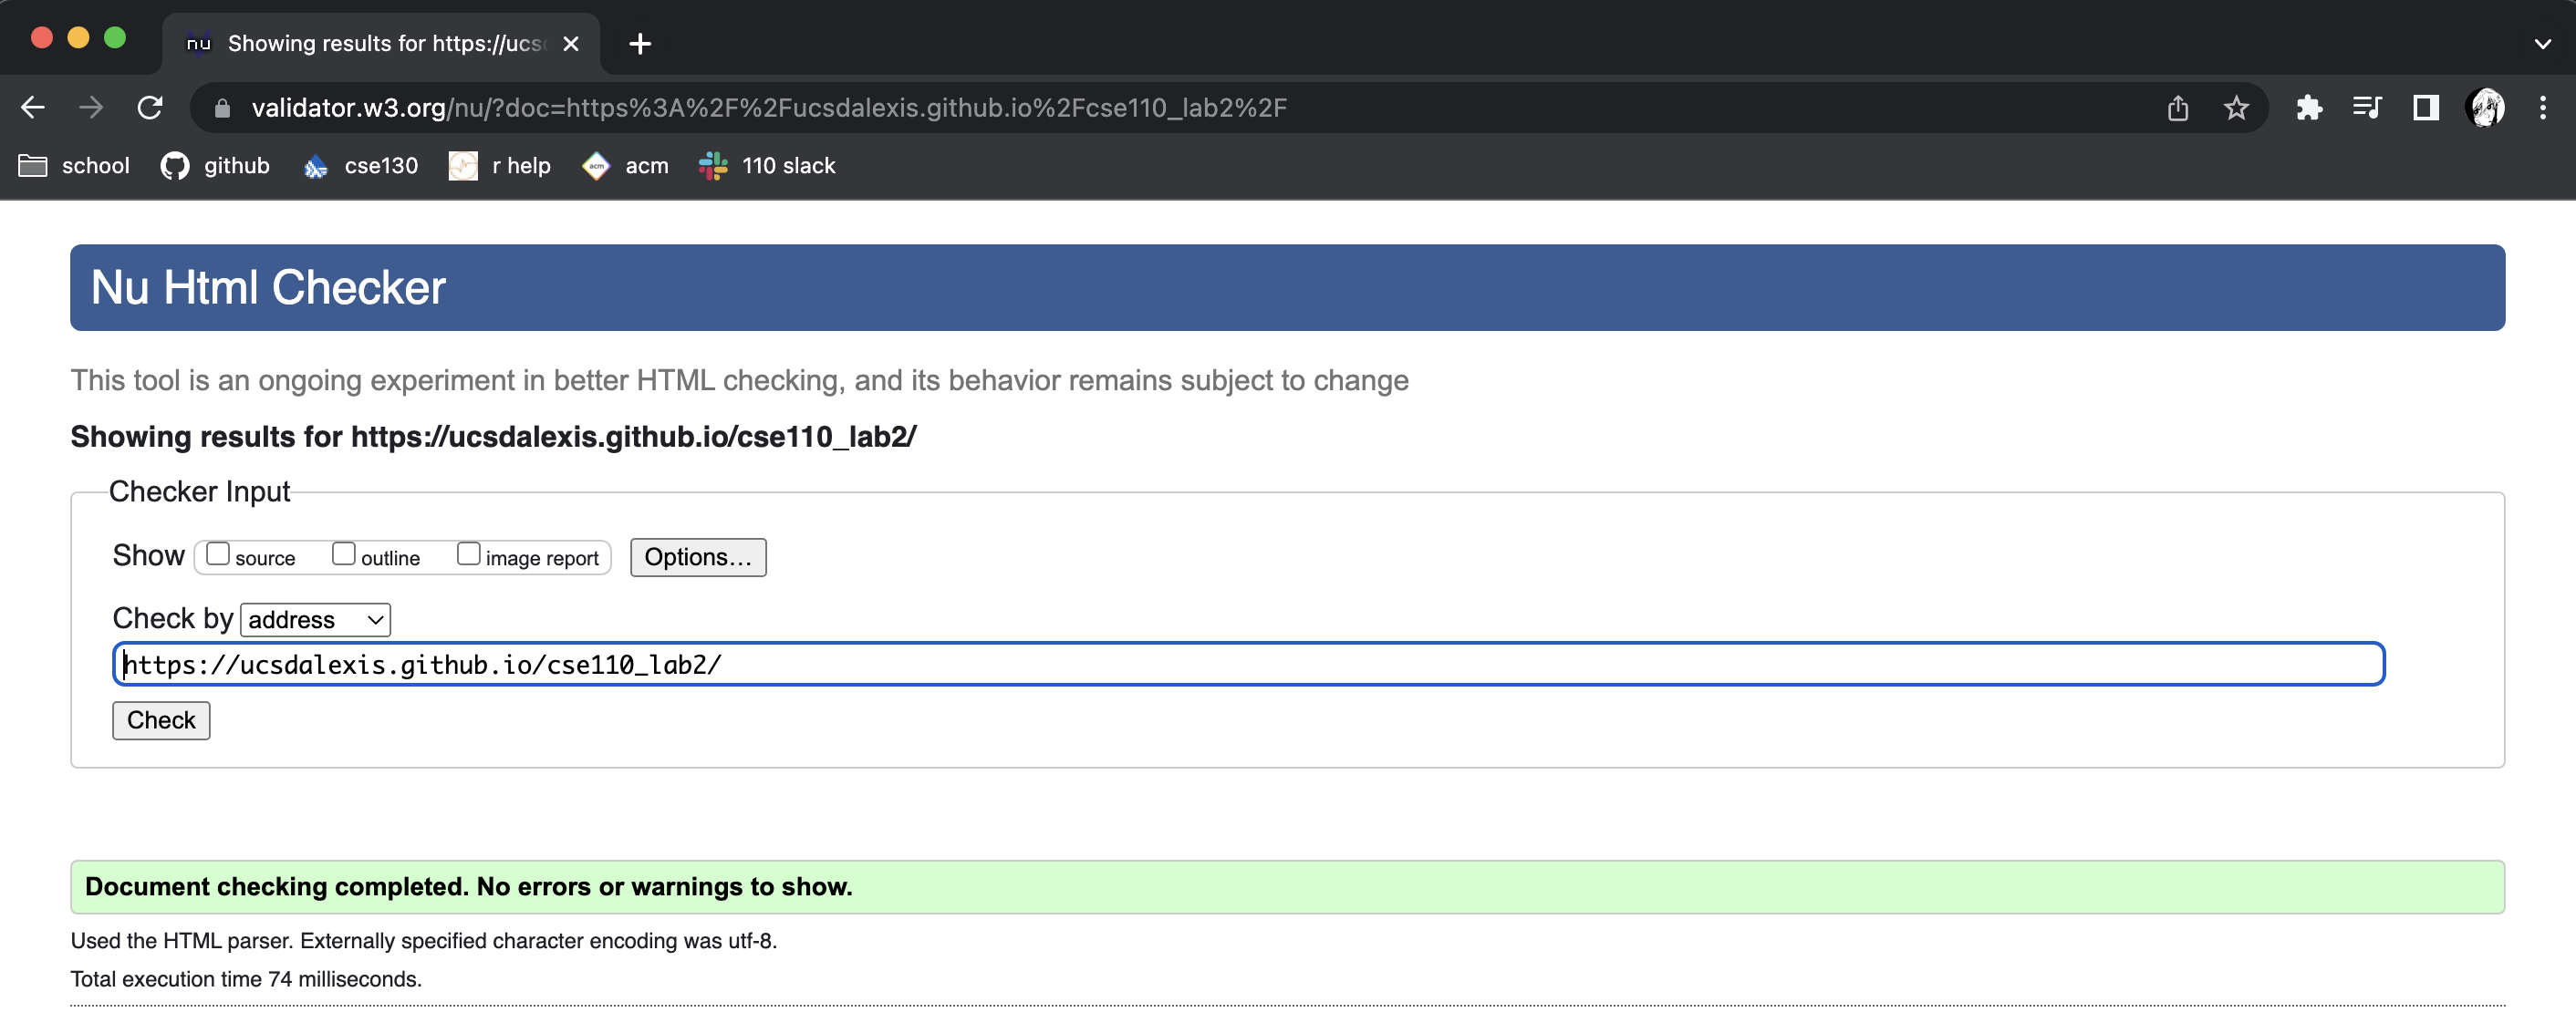 nu Showing results for https://ucs
validator.w3.org/nu/?doc=https%3A%2F%2Fucsdalexis.github.io%2Fcse110_lab2%2F
school github cse130 r help acm acm 110 slack
Nu Html Checker
This tool is an ongoing experiment in better HTML checking, and its behavior remains subject to change
Showing results for https://ucsdalexis.github.io/cse110_lab2/
Checker Input
Show source outline image report Options…
Check by address
https://ucsdalexis.github.io/cse110_lab2/
Check
Document checking completed. No errors or warnings to show.
Used the HTML parser. Externally specified character encoding was utf-8.
Total execution time 74 milliseconds.